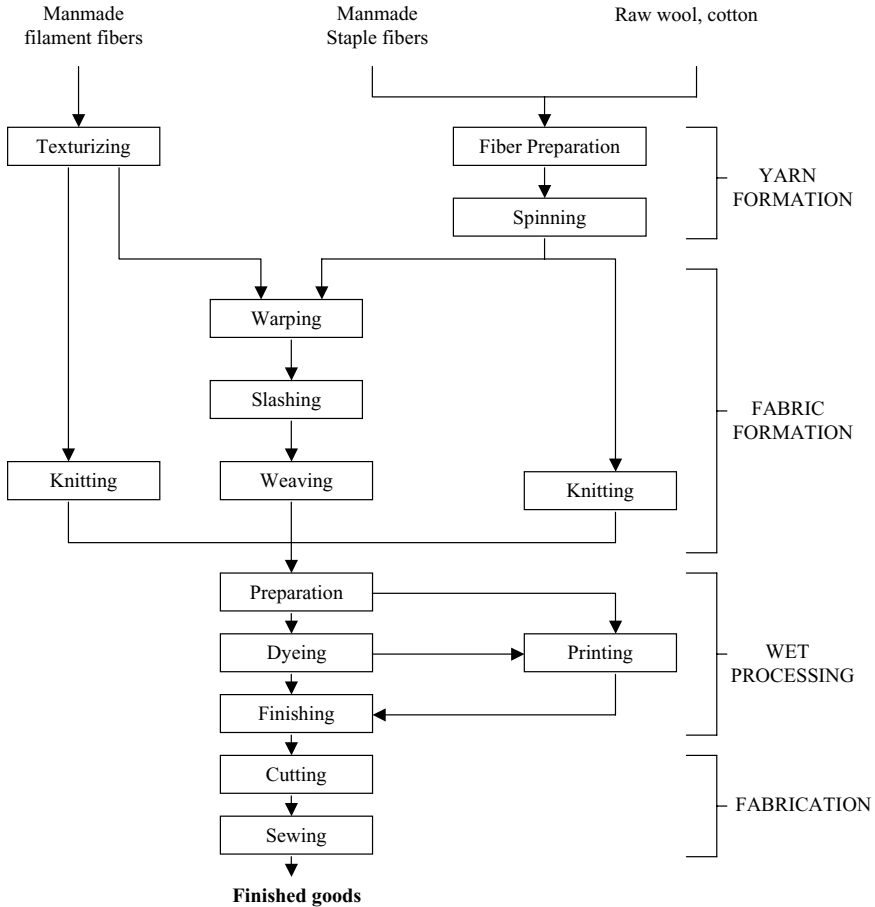 Manmade
filament fibers
Manmade
Staple fibers
Raw wool, cotton
Texturizing
Fiber Preparation
YARN
FORMATION
Spinning
Warping
Slashing
FABRIC
FORMATION
Knitting
Weaving
Knitting
Preparation
Dyeing
Printing
WET
PROCESSING
Finishing
Cutting
FABRICATION
Sewing
Finished goods